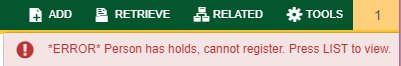 ADD RETRIEVE RELATED TOOLS 1
*ERROR* Person has holds, cannot register. Press LIST to view.